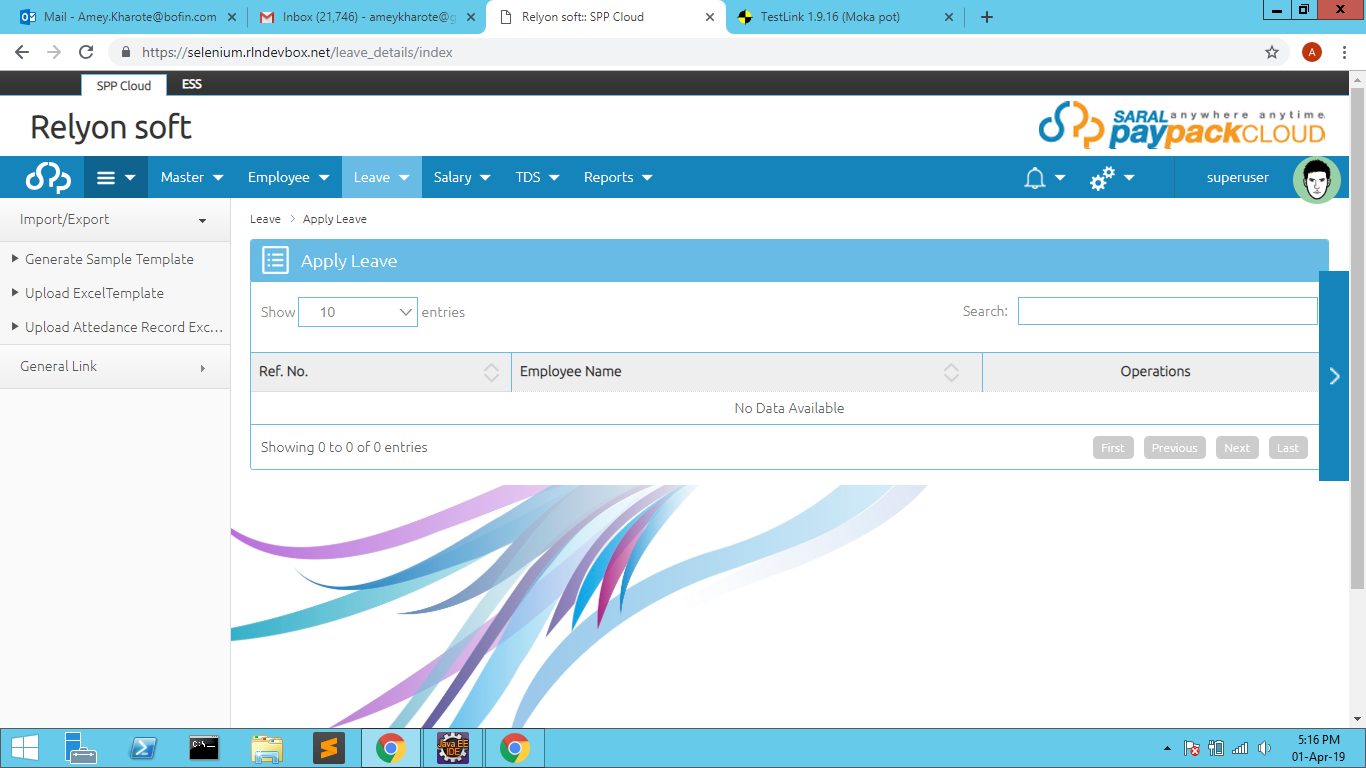 Mail - Amey.Kharote@bofin.com
Inbox (21,746) - ameykharote@g
Relyon soft:: SPP Cloud
TestLink 1.9.16 (Moka pot)
https://selenium.rlndevbox.net/leave_details/index
A
SPP Cloud
ESS
Relyon soft
SARAL anywhere anytime
paypackCLOUD
Master
Employee
Leave
Salary
TDS
Reports
superuser
Import/Export
Generate Sample Template
Upload ExcelTemplate
Upload Attedance Record Exc...
General Link
Leave > Apply Leave
Apply Leave
Show 10 entries
Search:
Ref. No.
Employee Name
Operations
No Data Available
Showing 0 to 0 of 0 entries
First
Previous
Next
Last
Java EE
IDE
5:16 PM
01-Apr-19